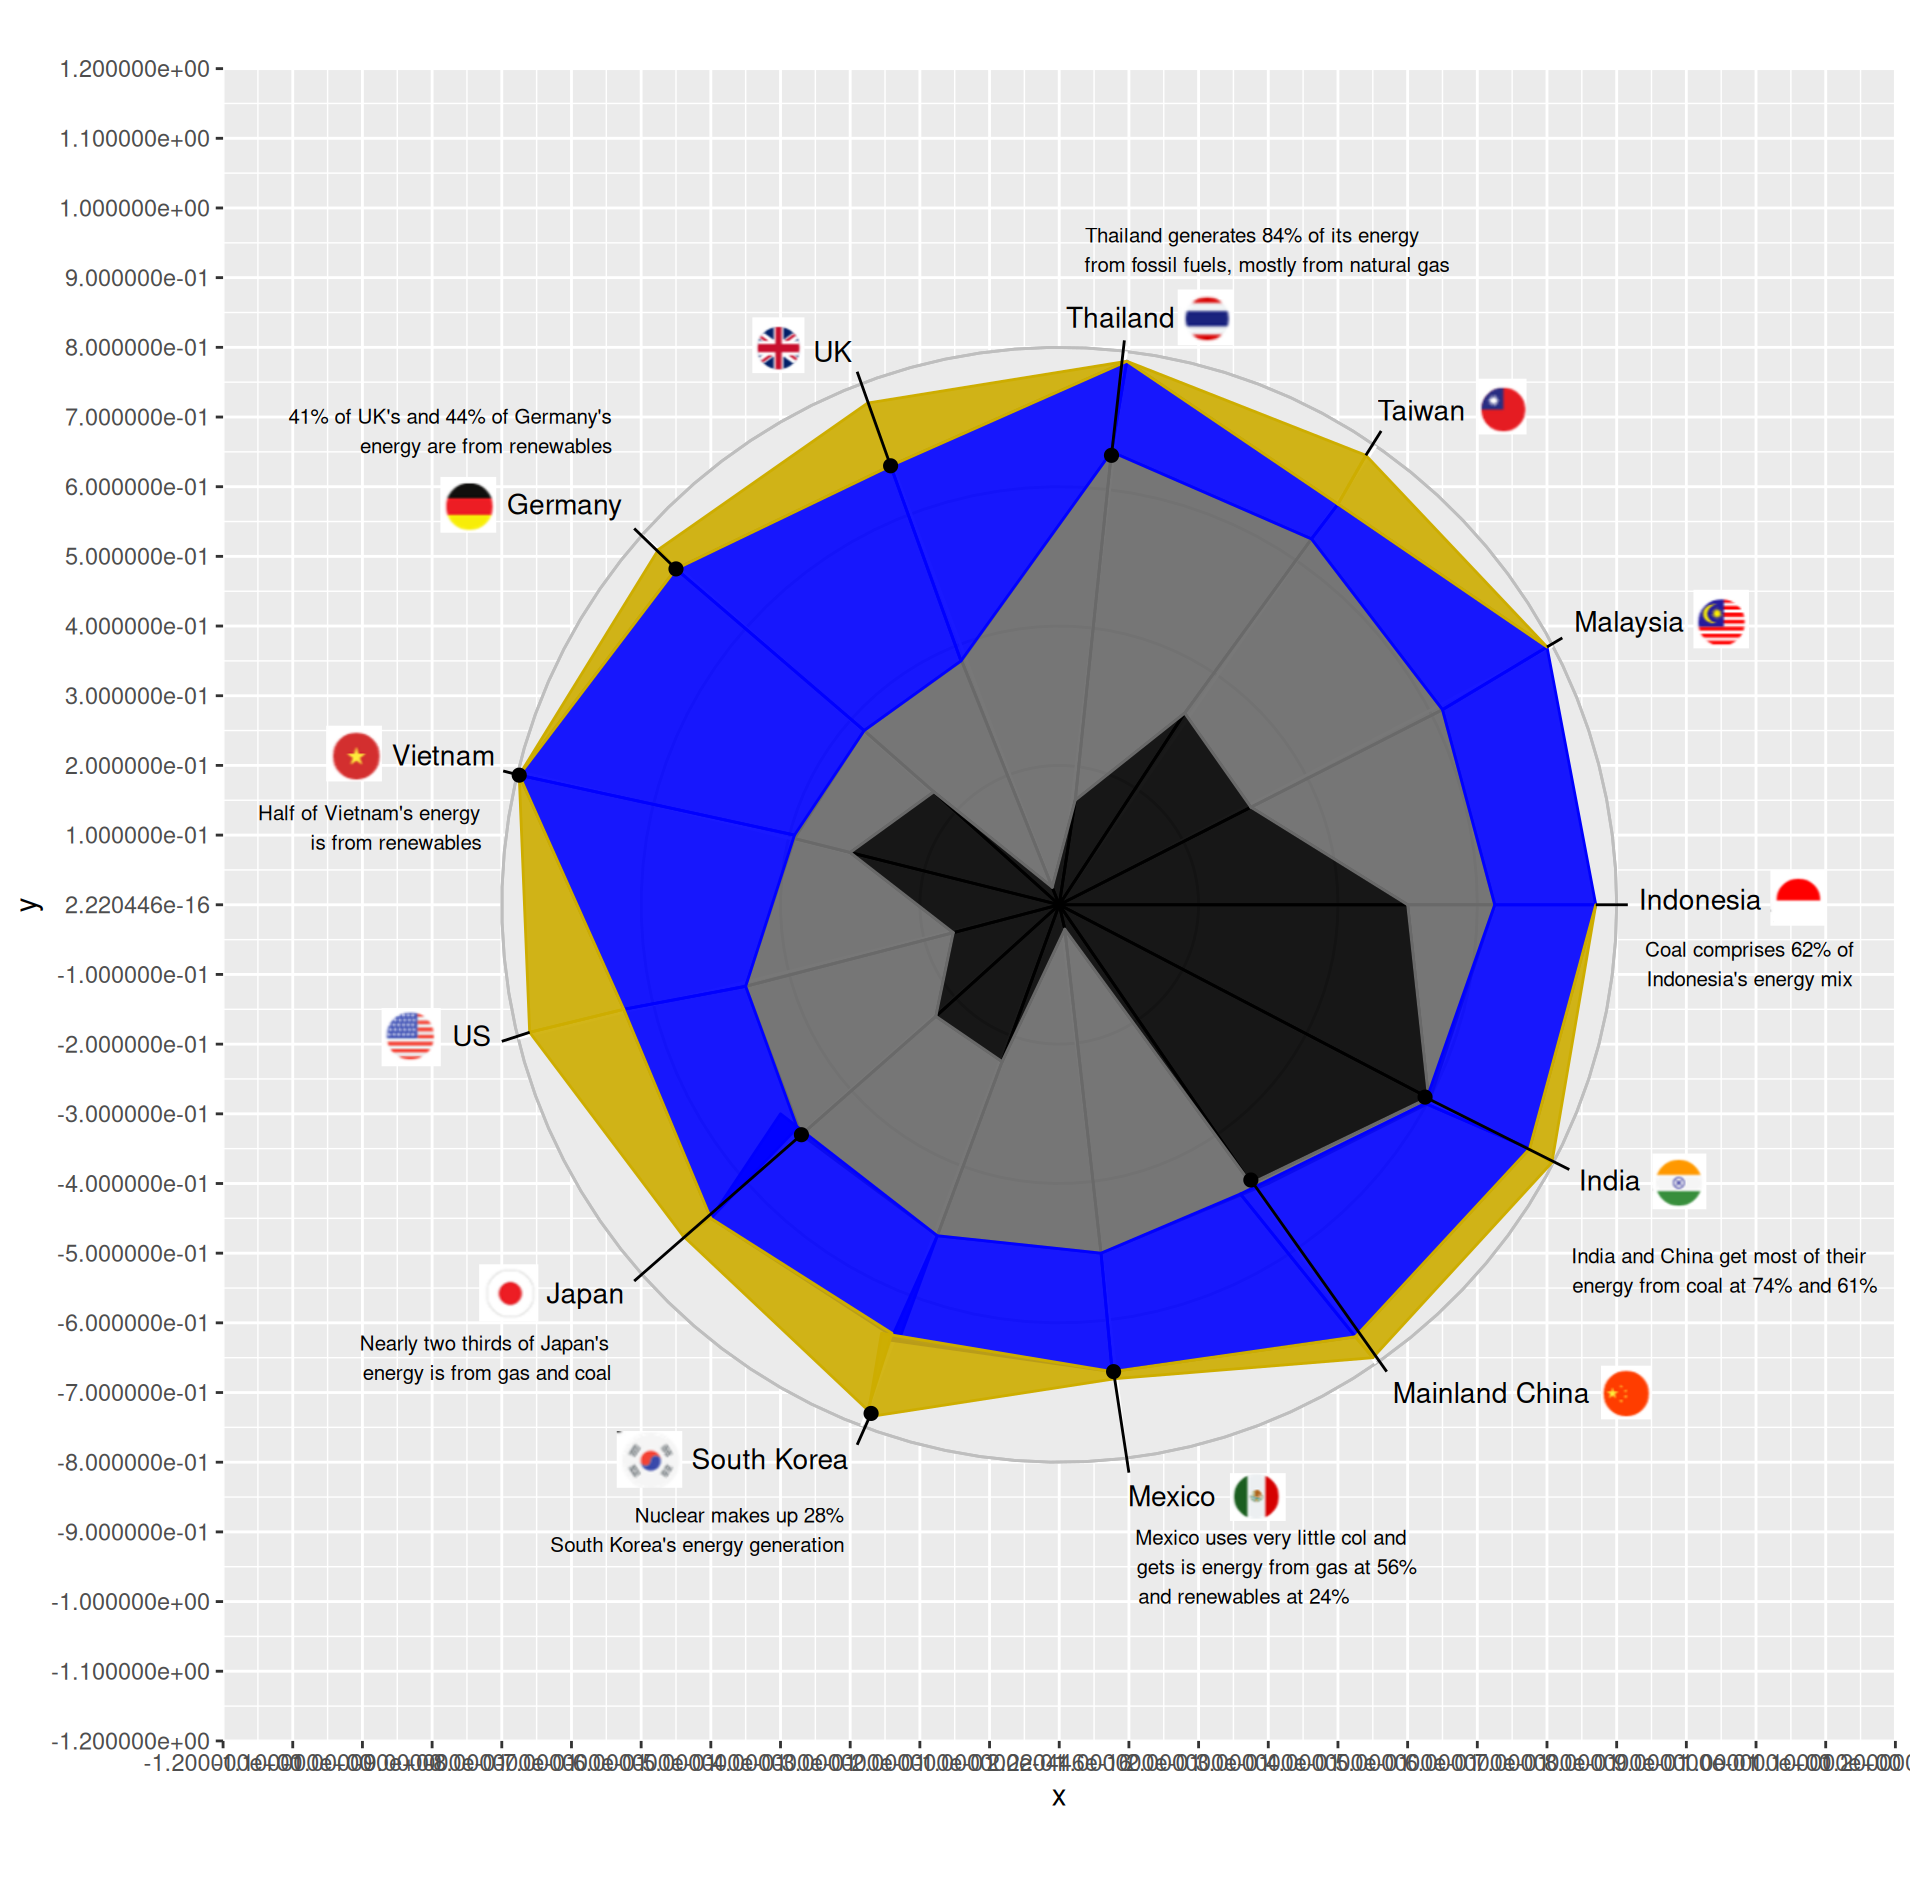 1.200000e+00
1.100000e+00
1.000000e+00
9.000000e-01
8.000000e-01
7.000000e-01
6.000000e-01
5.000000e-01
4.000000e-01
3.000000e-01
2.000000e-01
1.000000e-01
2.220446e-16
-1.000000e-01
-2.000000e-01
-3.000000e-01
-4.000000e-01
-5.000000e-01
-6.000000e-01
-7.000000e-01
-8.000000e-01
-9.000000e-01
-1.000000e+00
-1.100000e+00
-1.200000e+00
y
Thailand generates 84% of its energy
from fossil fuels, mostly from natural gas
Thailand
UK
Taiwan
41% of UK's and 44% of Germany's
energy are from renewables
Germany
Malaysia
Vietnam
Half of Vietnam's energy
is from renewables
Indonesia
Coal comprises 62% of
Indonesia's energy mix
US
India
India and China get most of their
energy from coal at 74% and 61%
Japan
Nearly two thirds of Japan's
energy is from gas and coal
Mainland China
South Korea
Nuclear makes up 28%
South Korea's energy generation
Mexico
Mexico uses very little col and
gets is energy from gas at 56%
and renewables at 24%
x